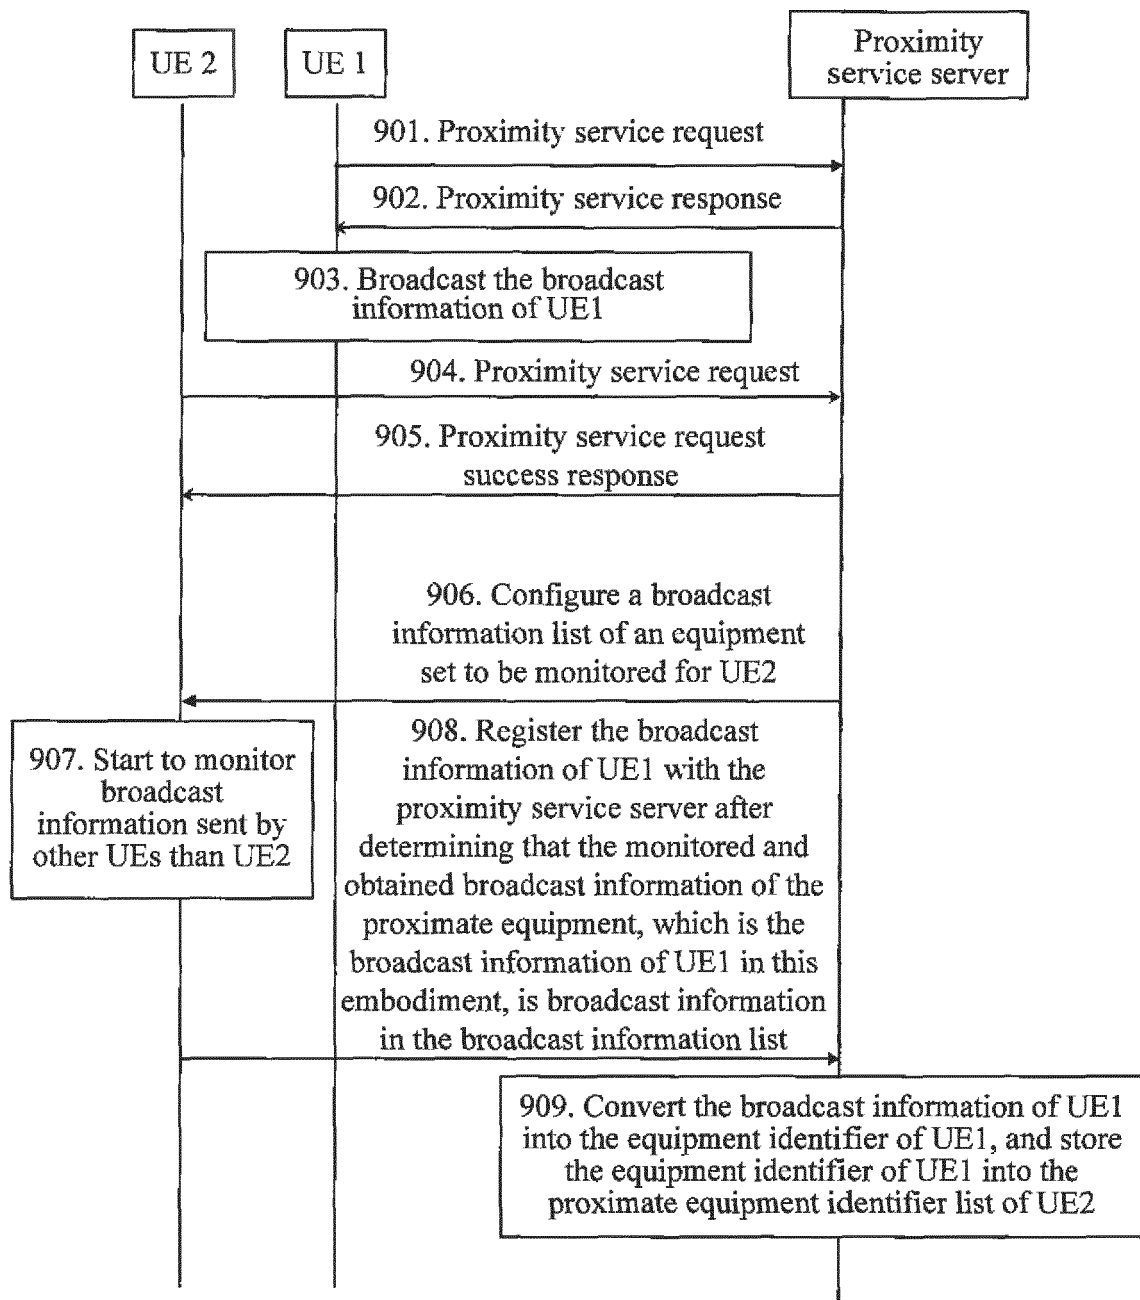 UE 2
UE 1
Proximity
service server
901. Proximity service request
902. Proximity service response
903. Broadcast the broadcast
information of UE1
904. Proximity service request
905. Proximity service request
success response
906. Configure a broadcast
information list of an equipment
set to be monitored for UE2
907. Start to monitor
broadcast
information sent by
other UEs than UE2
908. Register the broadcast
information of UE1 with the
proximity service server after
determining that the monitored and
obtained broadcast information of the
proximate equipment, which is the
broadcast information of UE1 in this
embodiment, is broadcast information
in the broadcast information list
909. Convert the broadcast information of UE1
into the equipment identifier of UE1, and store
the equipment identifier of UE1 into the
proximate equipment identifier list of UE2